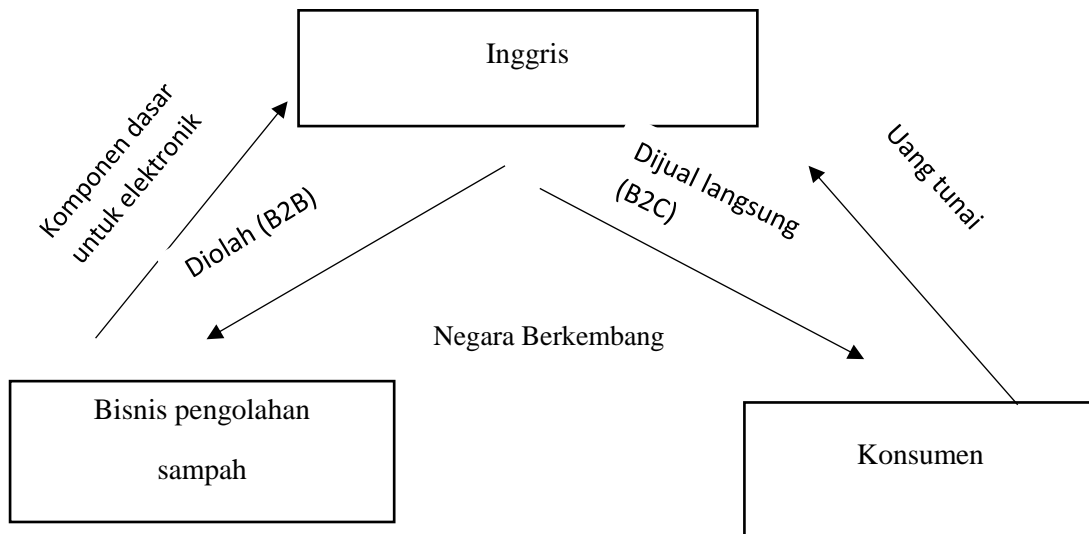 Inggris
Komponen dasar
untuk elektronik
Diolah (B2B)
Dijual langsung
(B2C)
Uang tunai
Negara Berkembang
Bisnis pengolahan
sampah
Konsumen